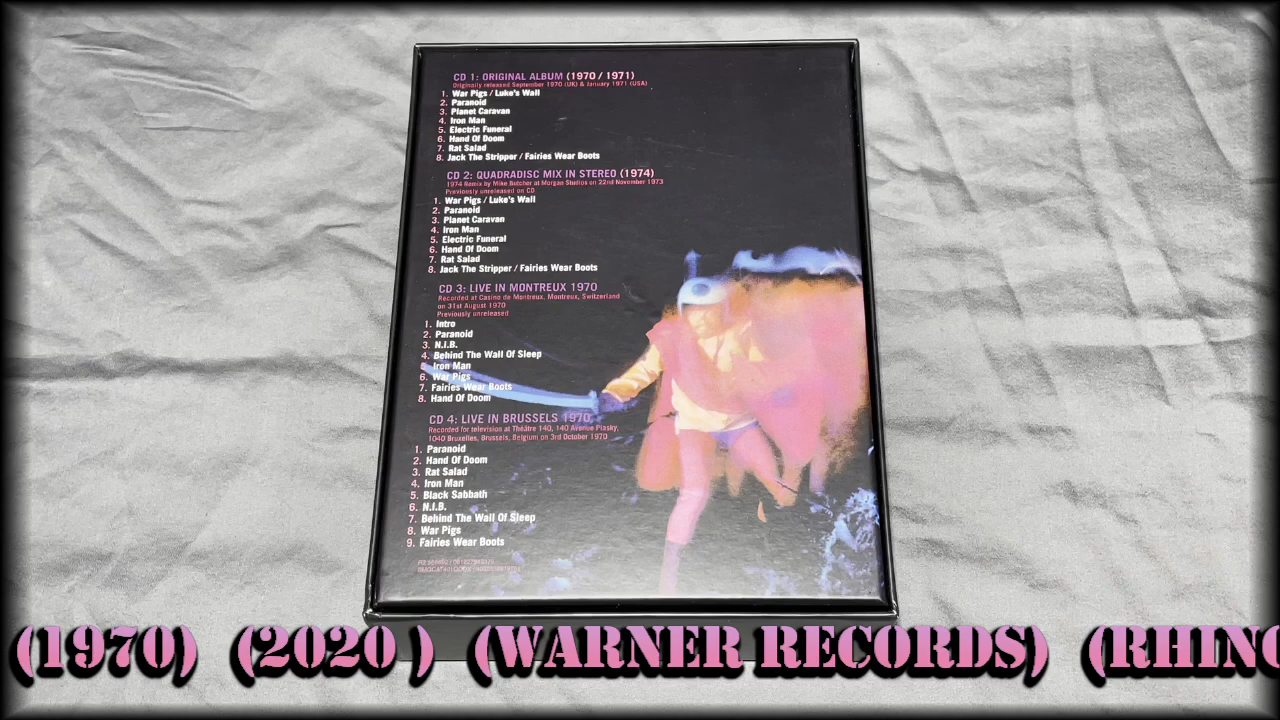 CD 1: ORIGINAL ALBUM (1970 / 1971)
Originally released September 1970 (UK) & January 1971 (USA)
1. War Pigs / Luke's Wall
2. Paranoid
3. Planet Caravan
4. Iron Man
5. Electric Funeral
6. Hand Of Doom
7. Rat Salad
8. Jack The Stripper / Fairies Wear Boots
CD 2: QUADRADISC MIX IN STEREO (1974)
1974 Remix by Mike Butcher at Morgan Studios on 22nd November 1973
Previously unreleased on CD
1. War Pigs / Luke's Wall
2. Paranoid
3. Planet Caravan
4. Iron Man
5. Electric Funeral
6. Hand Of Doom
7. Rat Salad
8. Jack The Stripper / Fairies Wear Boots
CD 3: LIVE IN MONTREUX 1970
Recorded at Casino de Montreux, Montreux, Switzerland
on 31st August 1970
Previously unreleased
1. Intro
2. Paranoid
3. N.I.B.
4. Behind The Wall Of Sleep
5. Iron Man
6. War Pigs
7. Fairies Wear Boots
8. Hand Of Doom
CD 4: LIVE IN BRUSSELS 1970
Recorded for television at Théâtre 140, 140 Avenue Plasky,
1040 Bruxelles, Brussels, Belgium on 3rd October 1970
1. Paranoid
2. Hand Of Doom
3. Rat Salad
4. Iron Man
5. Black Sabbath
6. N.I.B.
7. Behind The Wall Of Sleep
8. War Pigs
9. Fairies Wear Boots
(1970) (2020 ) (WARNER RECORDS) (RHINO